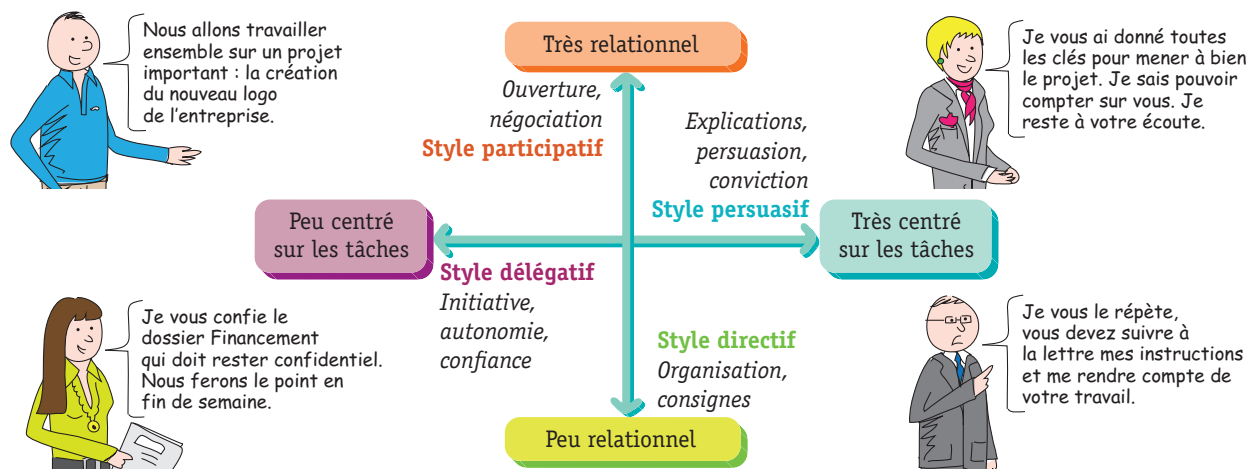 Nous allons travailler
ensemble sur un projet
important : la création
du nouveau logo
de l'entreprise.
Très relationnel
Je vous ai donné toutes
les clés pour mener à bien
le projet. Je sais pouvoir
compter sur vous. Je
reste à votre écoute.
Ouverture,
négociation
Style participatif
Explications,
persuasion,
conviction
Style persuasif
Peu centré
sur les tâches
Très centré
sur les tâches
Style délégatif
Initiative,
autonomie,
confiance
Style directif
Organisation,
consignes
Je vous confie le
dossier Financement
qui doit rester confidentiel.
Nous ferons le point en
fin de semaine.
Peu relationnel
Je vous le répète,
vous devez suivre à
la lettre mes instructions
et me rendre compte de
votre travail.